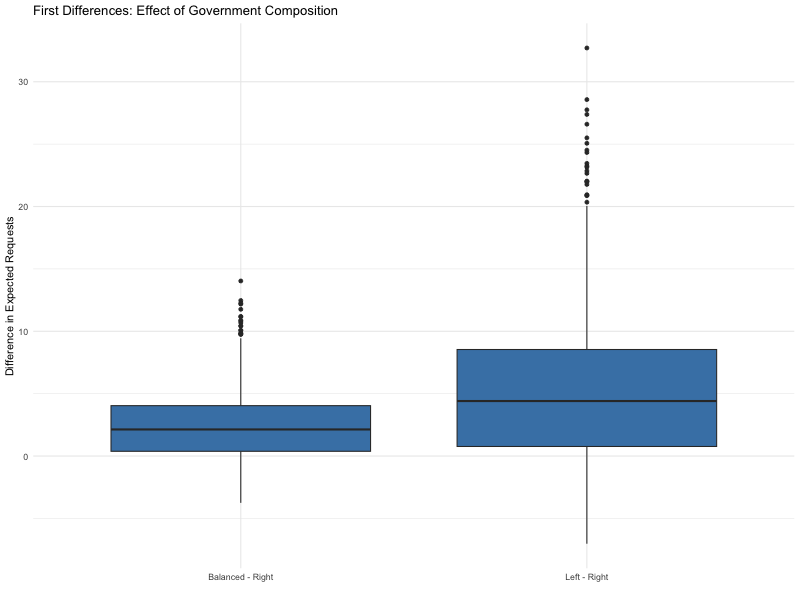 First Differences: Effect of Government Composition
Difference in Expected Requests
30
20
10
0
Balanced - Right
Left - Right